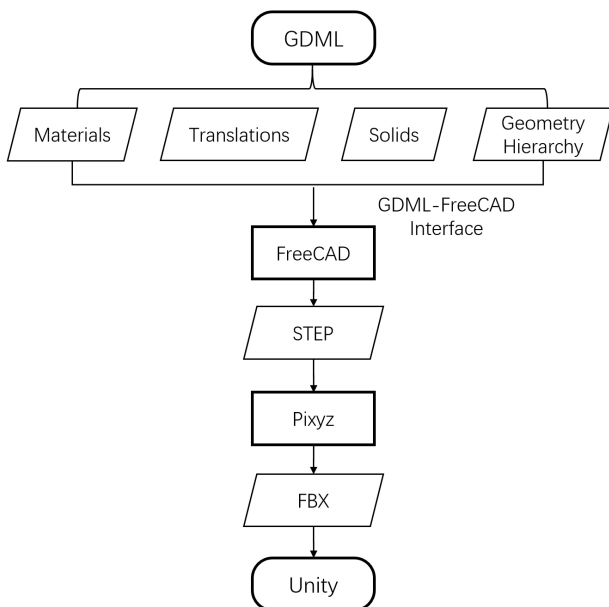 GDML
Materials
Translations
Solids
Geometry
Hierarchy
GDML-FreeCAD
Interface
FreeCAD
STEP
Pixyz
FBX
Unity